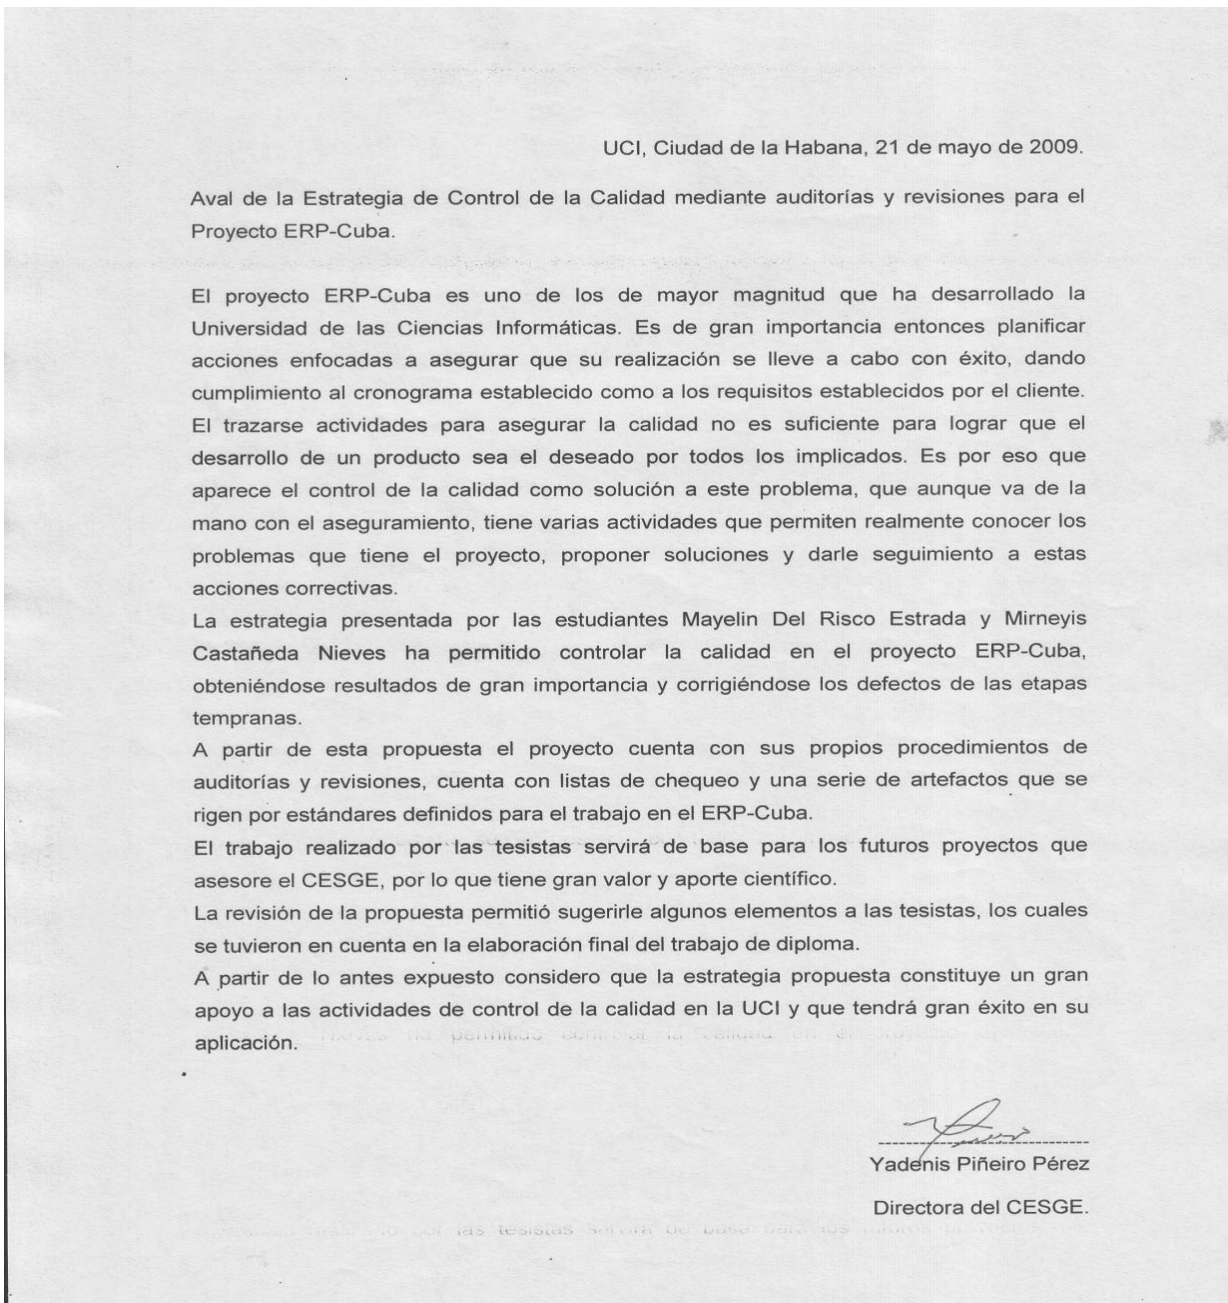 UCI, Ciudad de la Habana, 21 de mayo de 2009.
Aval de la Estrategia de Control de la Calidad mediante auditorías y revisiones para el
Proyecto ERP-Cuba.
El proyecto ERP-Cuba es uno de los de mayor magnitud que ha desarrollado la
Universidad de las Ciencias Informáticas. Es de gran importancia entonces planificar
acciones enfocadas a asegurar que su realización se lleve a cabo con éxito, dando
cumplimiento al cronograma establecido como a los requisitos establecidos por el cliente.
El trazarse actividades para asegurar la calidad no es suficiente para lograr que el
desarrollo de un producto sea el deseado por todos los implicados. Es por eso que
aparece el control de la calidad como solución a este problema, que aunque va de la
mano con el aseguramiento, tiene varias actividades que permiten realmente conocer los
problemas que tiene el proyecto, proponer soluciones y darle seguimiento a estas
acciones correctivas.
La estrategia presentada por las estudiantes Mayelin Del Risco Estrada y Mirneyis
Castañeda Nieves ha permitido controlar la calidad en el proyecto ERP-Cuba,
obteniéndose resultados de gran importancia y corrigiéndose los defectos de las etapas
tempranas.
A partir de esta propuesta el proyecto cuenta con sus propios procedimientos de
auditorías y revisiones, cuenta con listas de chequeo y una serie de artefactos que se
rigen por estándares definidos para el trabajo en el ERP-Cuba.
El trabajo realizado por las tesistas servirá de base para los futuros proyectos que
asesore el CESGE, por lo que tiene gran valor y aporte científico.
La revisión de la propuesta permitió sugerirle algunos elementos a las tesistas, los cuales
se tuvieron en cuenta en la elaboración final del trabajo de diploma.
A partir de lo antes expuesto considero que la estrategia propuesta constituye un gran
apoyo a las actividades de control de la calidad en la UCI y que tendrá gran éxito en su
aplicación.
Yadenis Piñeiro Pérez
Directora del CESGE.